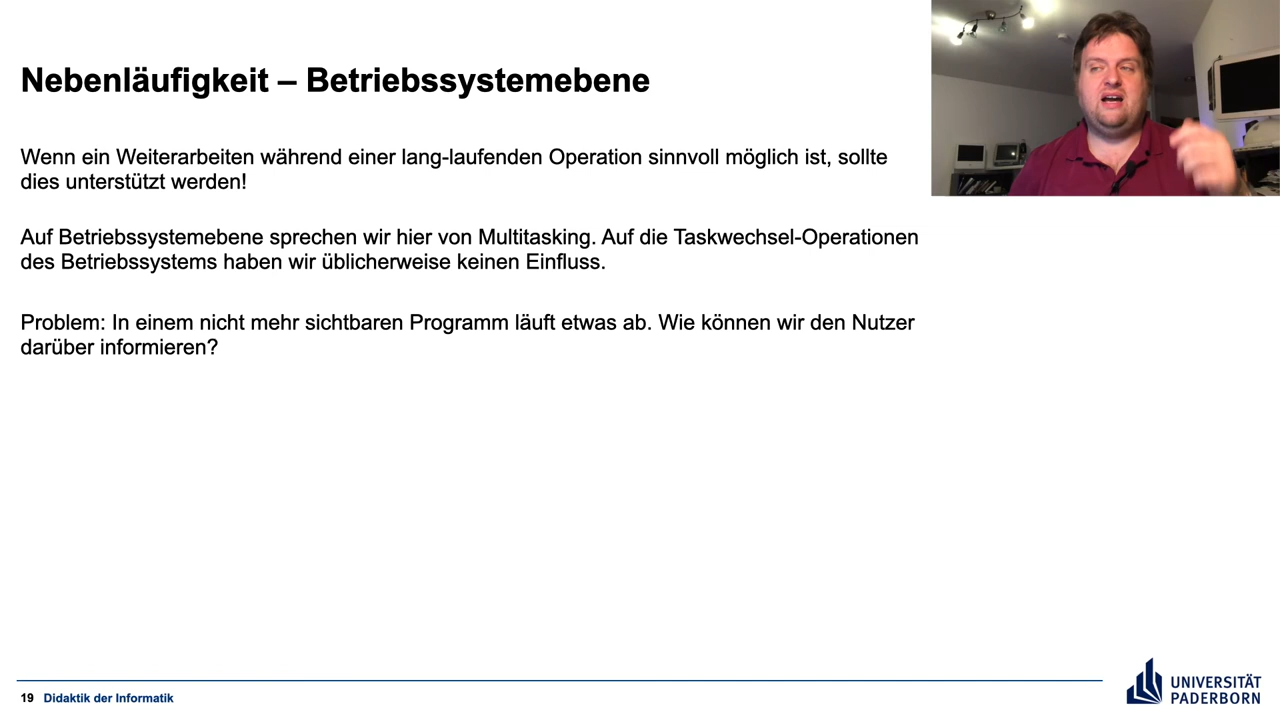 Nebenläufigkeit – Betriebssystemebene
Wenn ein Weiterarbeiten während einer lang-laufenden Operation sinnvoll möglich ist, sollte
dies unterstützt werden!
Auf Betriebssystemebene sprechen wir hier von Multitasking. Auf die Taskwechsel-Operationen
des Betriebssystems haben wir üblicherweise keinen Einfluss.
Problem: In einem nicht mehr sichtbaren Programm läuft etwas ab. Wie können wir den Nutzer
darüber informieren?
19 Didaktik der Informatik
UNIVERSITÄT
PADERBORN